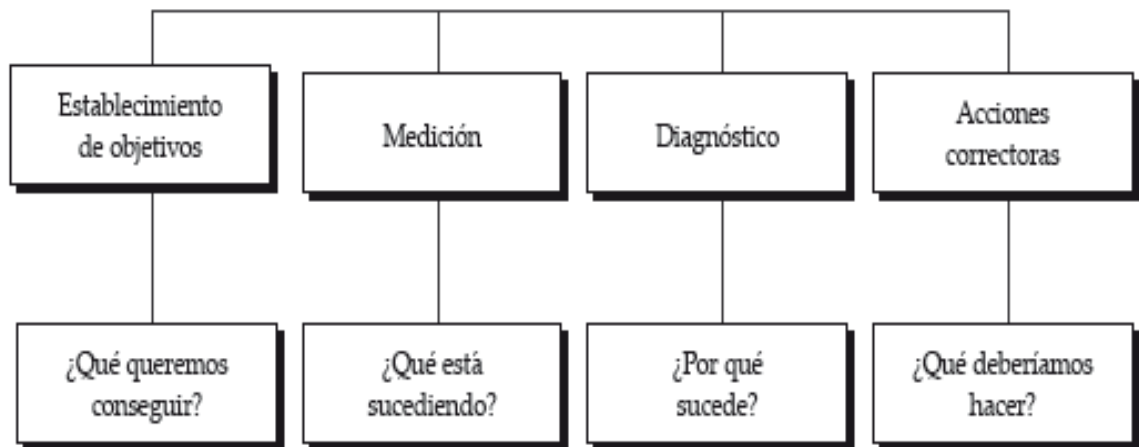 Establecimiento
de objetivos
Medición
Diagnóstico
Acciones
correctoras
¿Qué queremos
conseguir?
¿Qué está
sucediendo?
¿Por qué
sucede?
¿Qué deberíamos
hacer?